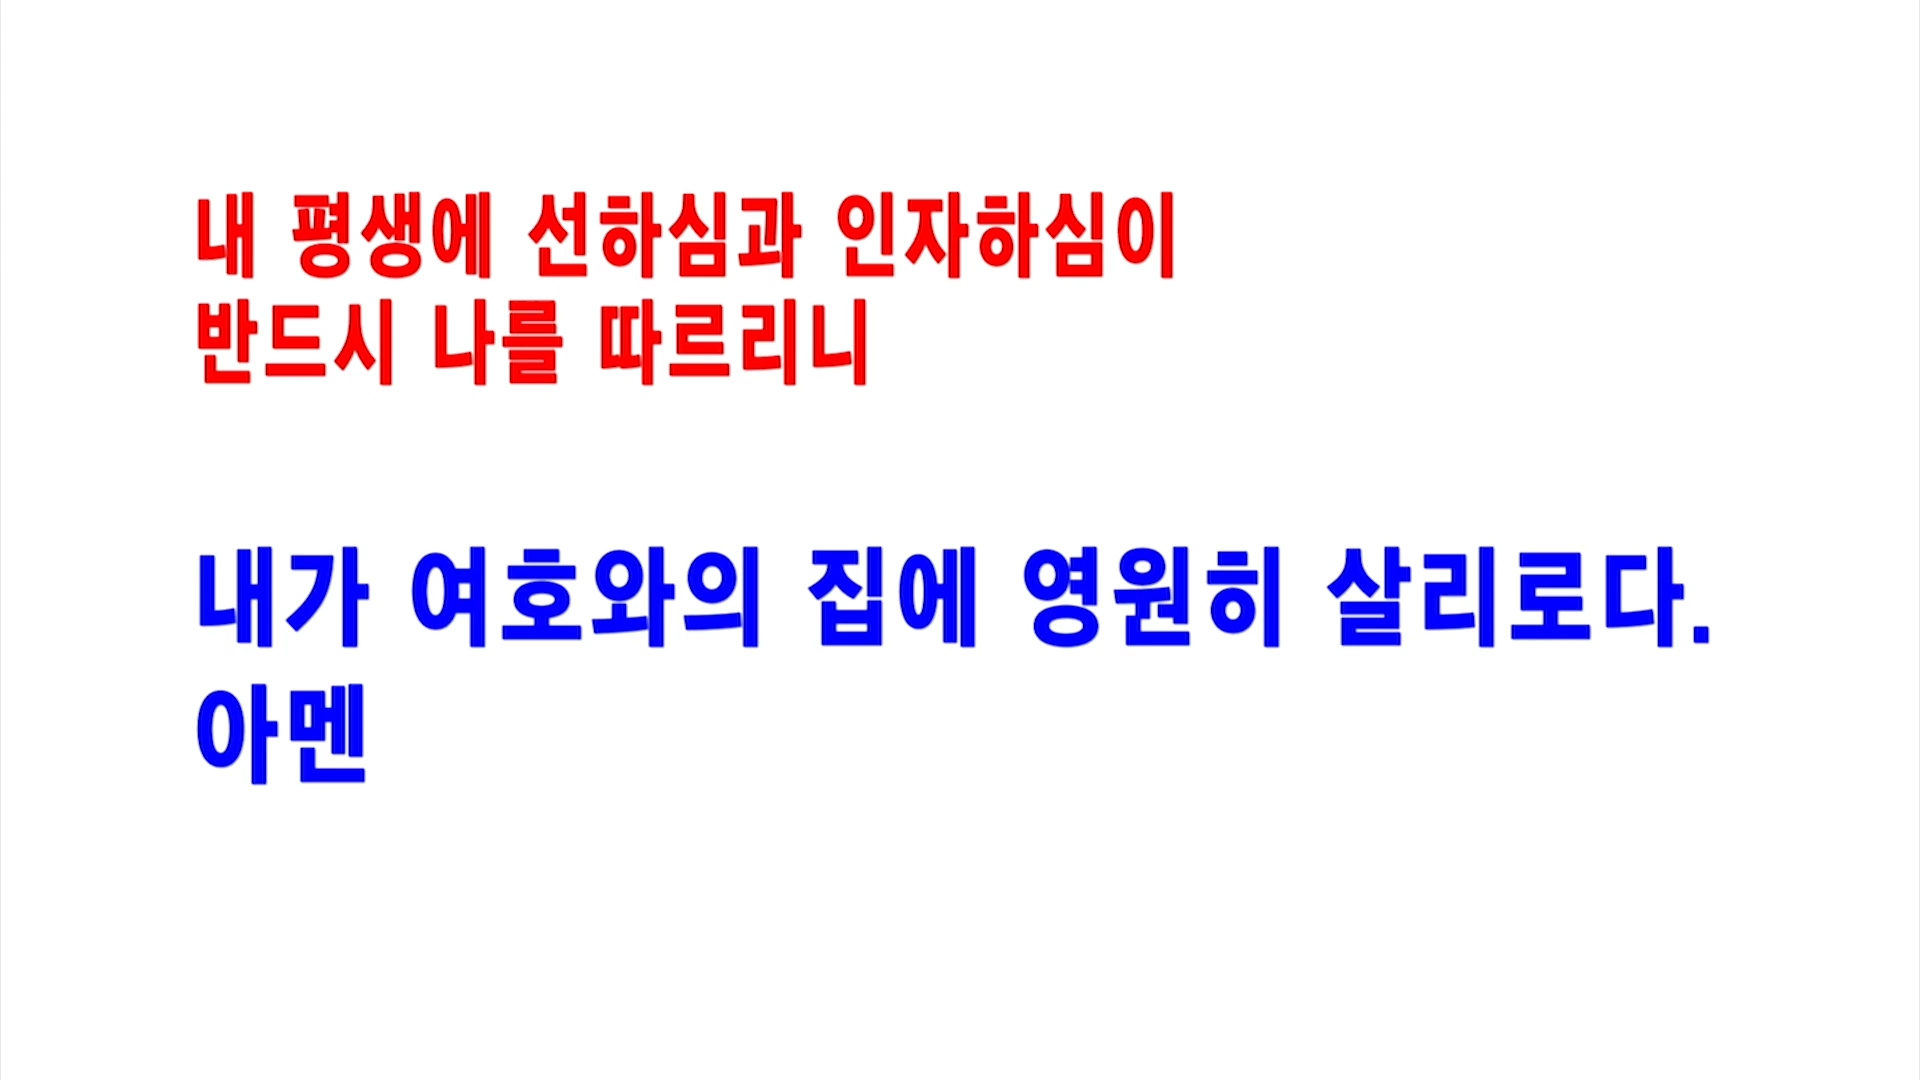 내 평생에 선하심과 인자하심이
반드시 나를 따르리니
내가 여호와의 집에 영원히 살리로다.
아멘